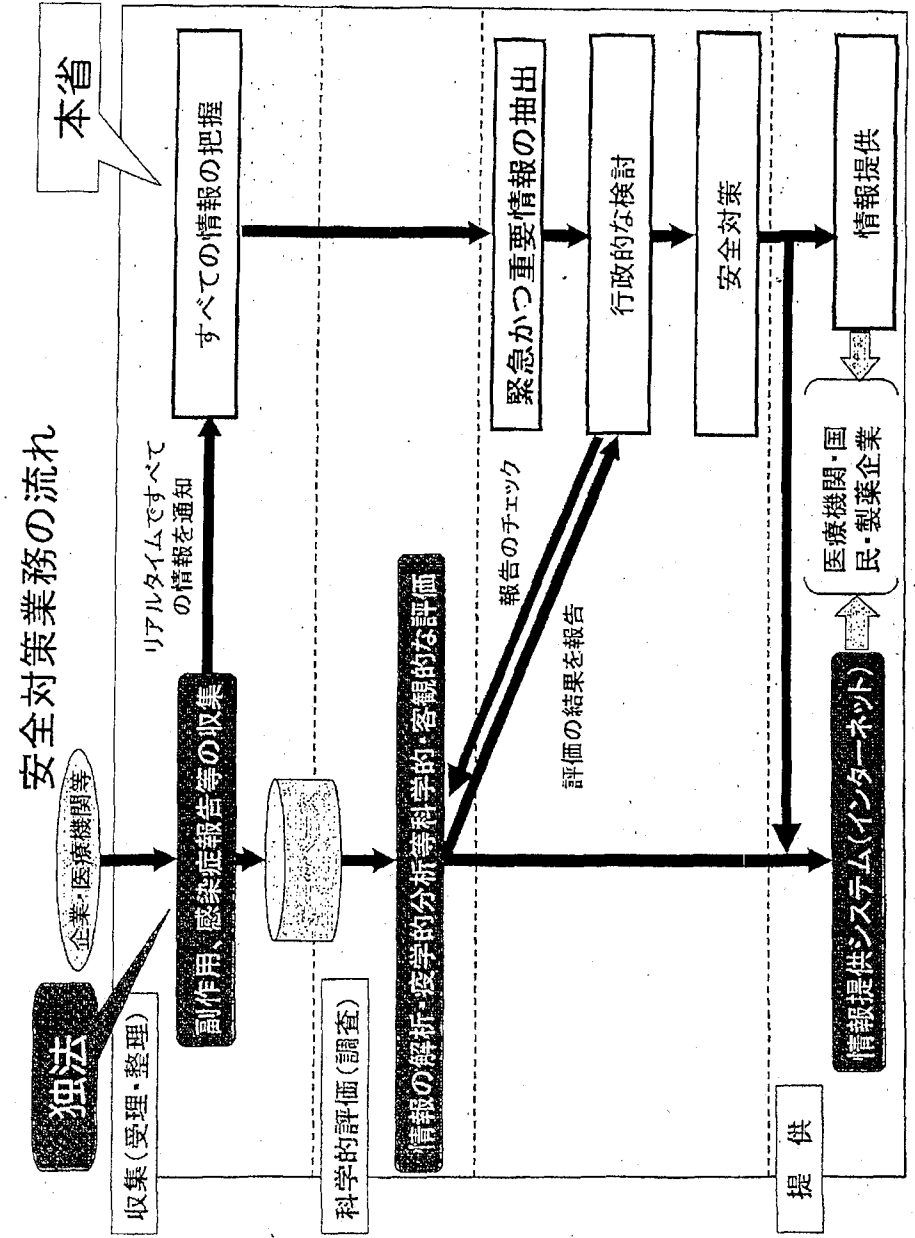 安全対策業務の流れ
独法
企業・医療機関等
本省
収集(受理・整理)
副作用、感染症報告等の収集
リアルタイムですべて
の情報を通知
すべての情報の把握
科学的評価(調査)
情報の解析・疫学的分析等科学的・客観的な評価
報告のチェック
評価の結果を報告
緊急かつ重要情報の抽出
行政的な検討
安全対策
提 供
情報提供システム(インターネット)
医療機関・国
民・製薬企業
情報提供